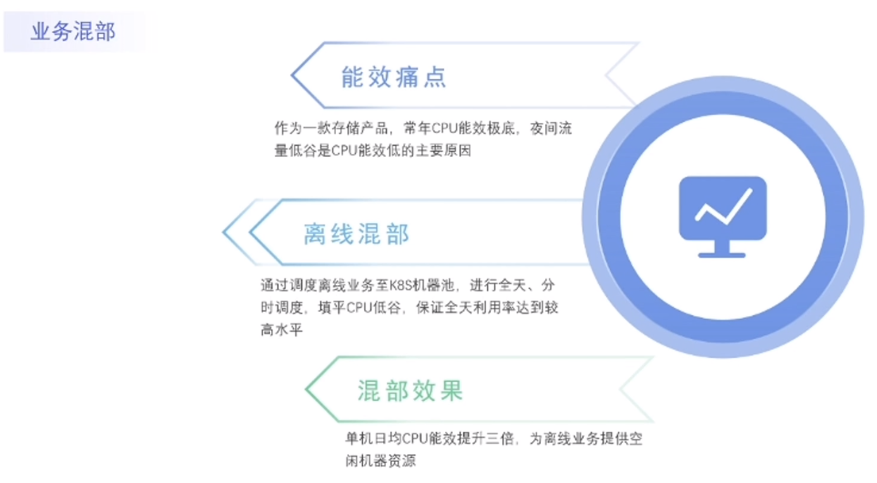 业务混部
能效痛点
作为一款存储产品，常年CPU能效极底，夜间流
量低谷是CPU能效低的主要原因
离线混部
通过调度离线业务至K8S机器池，进行全天、分
时调度，填平CPU低谷，保证全天利用率达到较
高水平
混部效果
单机日均CPU能效提升三倍，为离线业务提供空
闲机器资源